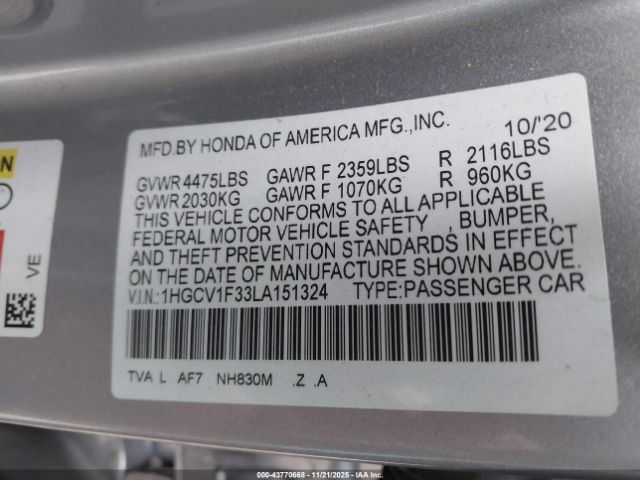 MFD.BY HONDA OF AMERICA MFG.,INC. 10/'20
GVWR 4475LBS GAWR F 2359LBS R 2116LBS
GVWR 2030KG GAWR F 1070KG R 960KG
THIS VEHICLE CONFORMS TO ALL APPLICABLE
FEDERAL MOTOR VEHICLE SAFETY , BUMPER,
AND THEFT PREVENTION STANDARDS IN EFFECT
ON THE DATE OF MANUFACTURE SHOWN ABOVE.
V.I.N.:1HGCV1F33LA151324 TYPE:PASSENGER CAR
TVA L AF7 NH830M .Z .A
VE
© IAA 43770668 11/21/2025 © IAA